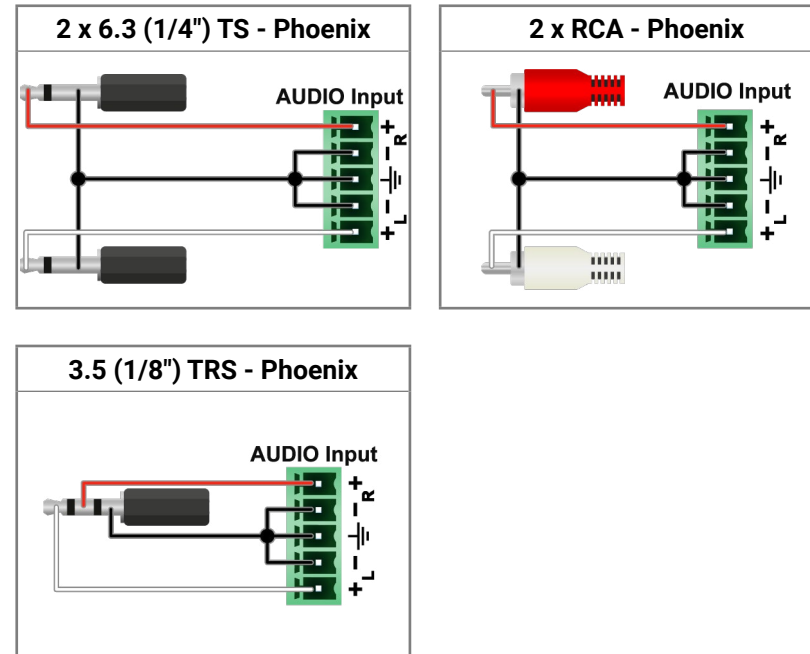 2 x 6.3 (1/4") TS - Phoenix
AUDIO Input
+
R
-
-
L
+
2 x RCA - Phoenix
AUDIO Input
+
R
-
-
L
+
3.5 (1/8") TRS - Phoenix
AUDIO Input
+
R
-
-
L
+